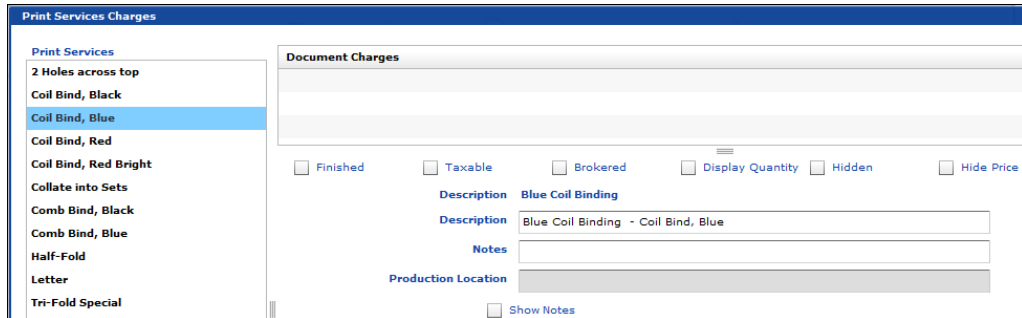 Print Services Charges
Print Services
2 Holes across top
Coil Bind, Black
Coil Bind, Blue
Coil Bind, Red
Coil Bind, Red Bright
Collate into Sets
Comb Bind, Black
Comb Bind, Blue
Half-Fold
Letter
Tri-Fold Special
Document Charges
Finished Taxable Brokered Display Quantity Hidden Hide Price
Description Blue Coil Binding
Description Blue Coil Binding - Coil Bind, Blue
Notes
Production Location
Show Notes